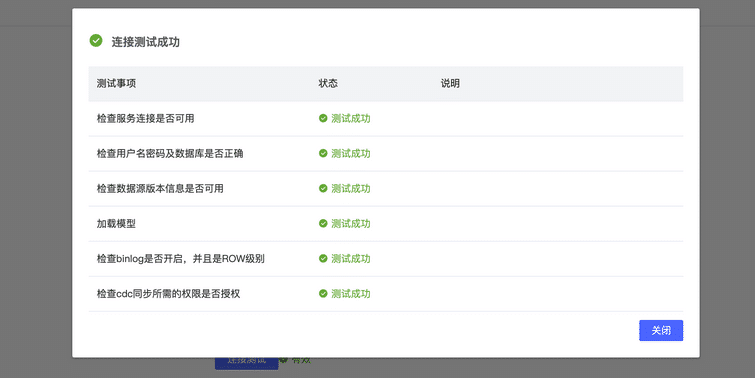 连接测试成功
测试事项 状态 说明
检查服务连接是否可用 测试成功
检查用户名密码及数据库是否正确 测试成功
检查数据源版本信息是否可用 测试成功
加载模型 测试成功
检查binlog是否开启，并且是ROW级别 测试成功
检查cdc同步所需的权限是否授权 测试成功
关闭
连接测试 有效